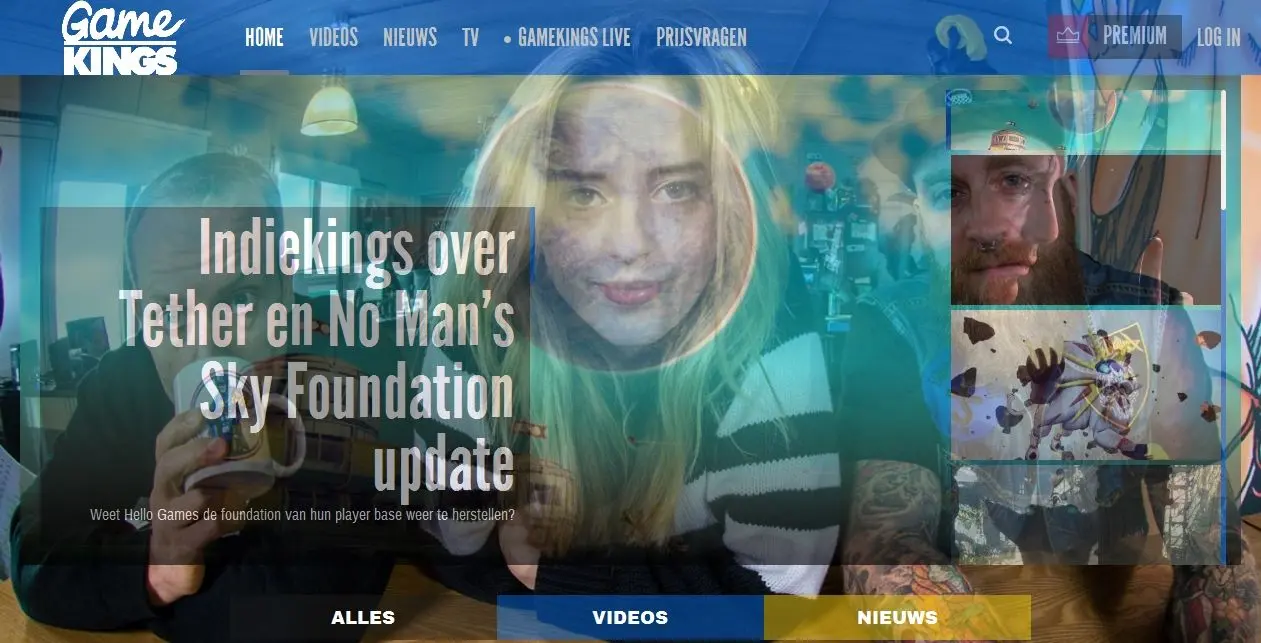 Game
KINGS
HOME VIDEOS NIEUWS TV • GAMEKINGS LIVE PRIJSVRAGEN PREMIUM LOG IN
Indiekings over
Tether en No Man's
Sky Foundation
update
Weet Hello Games de foundation van hun player base weer te herstellen?
ALLES VIDEOS NIEUWS